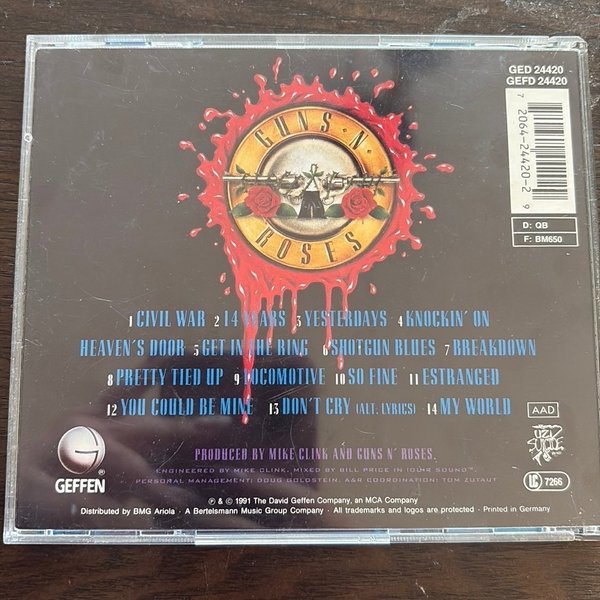 GED 24420
GEFD 24420
7 2064-24420-2 9
D: QB
F: BM650
GUNS N' ROSES
1 CIVIL WAR 2 14 YEARS 3 YESTERDAYS 4 KNOCKIN' ON
HEAVEN'S DOOR 5 GET IN THE RING 6 SHOTGUN BLUES 7 BREAKDOWN
8 PRETTY TIED UP 9 LOCOMOTIVE 10 SO FINE 11 ESTRANGED
12 YOU COULD BE MINE 13 DON'T CRY (ALT. LYRICS) 14 MY WORLD
AAD
PRODUCED BY MIKE CLINK AND GUNS N' ROSES.
ENGINEERED BY MIKE CLINK, MIXED BY BILL PRICE IN IOUR SOUND™.
PERSONAL MANAGEMENT: DOUG GOLDSTEIN. A&R COORDINATION: TOM ZUTAUT
UZI SUICIDE
LC 7266
GEFFEN ®
℗ & © 1991 The David Geffen Company, an MCA Company
Distributed by BMG Ariola · A Bertelsmann Music Group Company · All trademarks and logos are protected · Printed in Germany